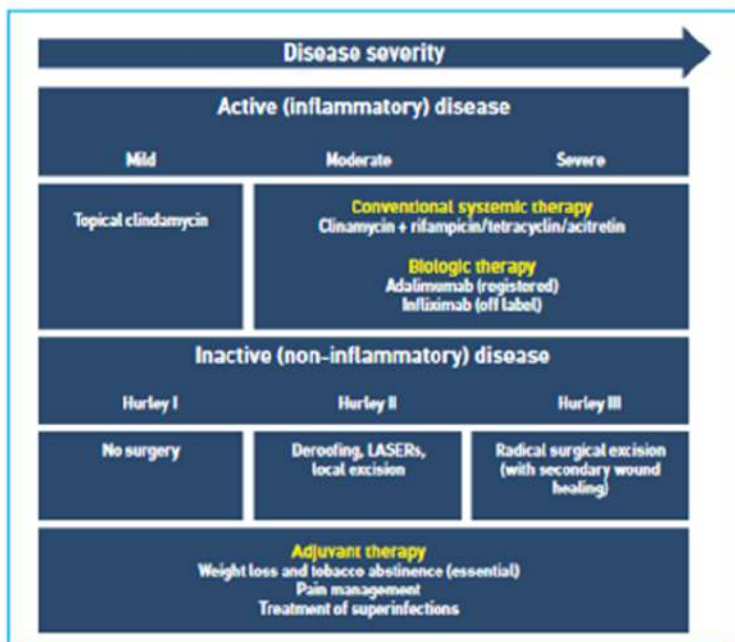 Disease severity
Active (inflammatory) disease
Mild Moderate Severe
Topical clindamycin
Conventional systemic therapy
Clinamycin + rifampicin/tetracyclin/acitretin
Biologic therapy
Adalimumab (registered)
Infliximab (off label)
Inactive (non-inflammatory) disease
Hurley I Hurley II Hurley III
No surgery
Deroofing, LASERs,
local excision
Radical surgical excision
(with secondary wound
healing)
Adjuvant therapy
Weight loss and tobacco abstinence (essential)
Pain management
Treatment of superinfections